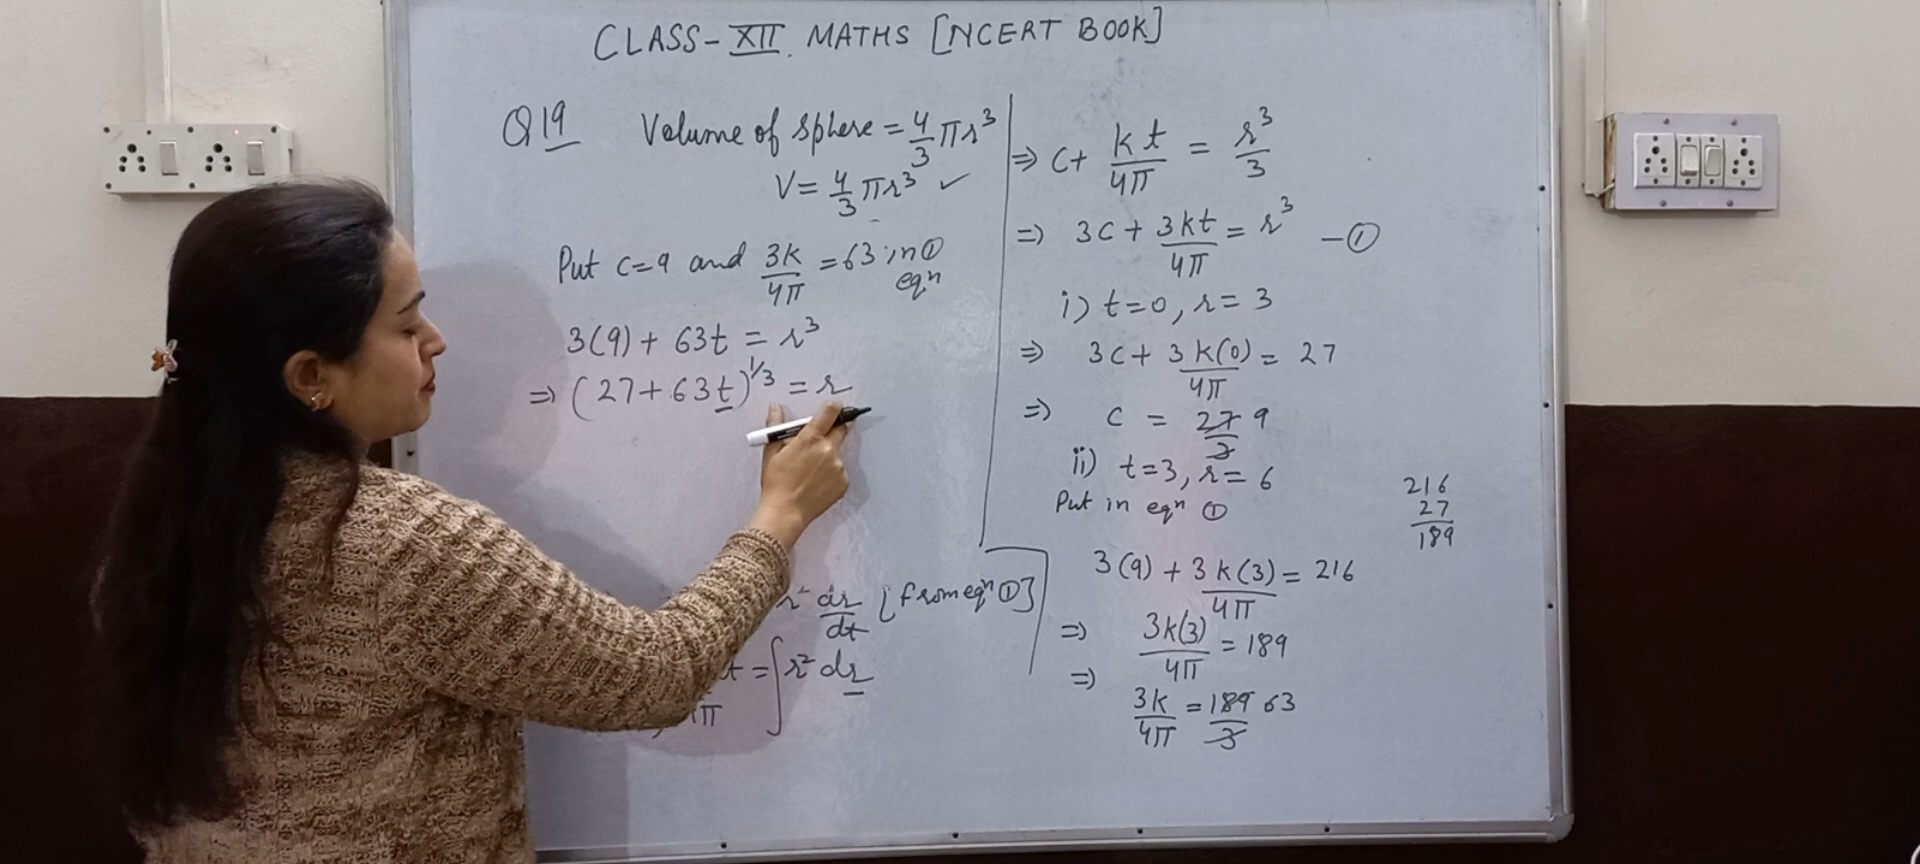 CLASS-XII MATHS [NCERT BOOK]
Q19 Volume of sphere = 4/3 πr³
V = 4/3 πr³ ✓
Put c=9 and 3k/4π = 63 in ① eqⁿ
3(9) + 63t = r³
⇒ (27+63t)^1/3 = r
r² dr/dt [from eqⁿ ①]
t = ∫r² dr
π
⇒ C + kt/4π = r³/3
⇒ 3C + 3kt/4π = r³ —①
i) t=0, r=3
⇒ 3C + 3k(0)/4π = 27
⇒ C = 27/3 9
ii) t=3, r=6
Put in eqⁿ ①
216
27
189
3(9) + 3k(3)/4π = 216
⇒ 3k(3)/4π = 189
⇒ 3k/4π = 189/3 63